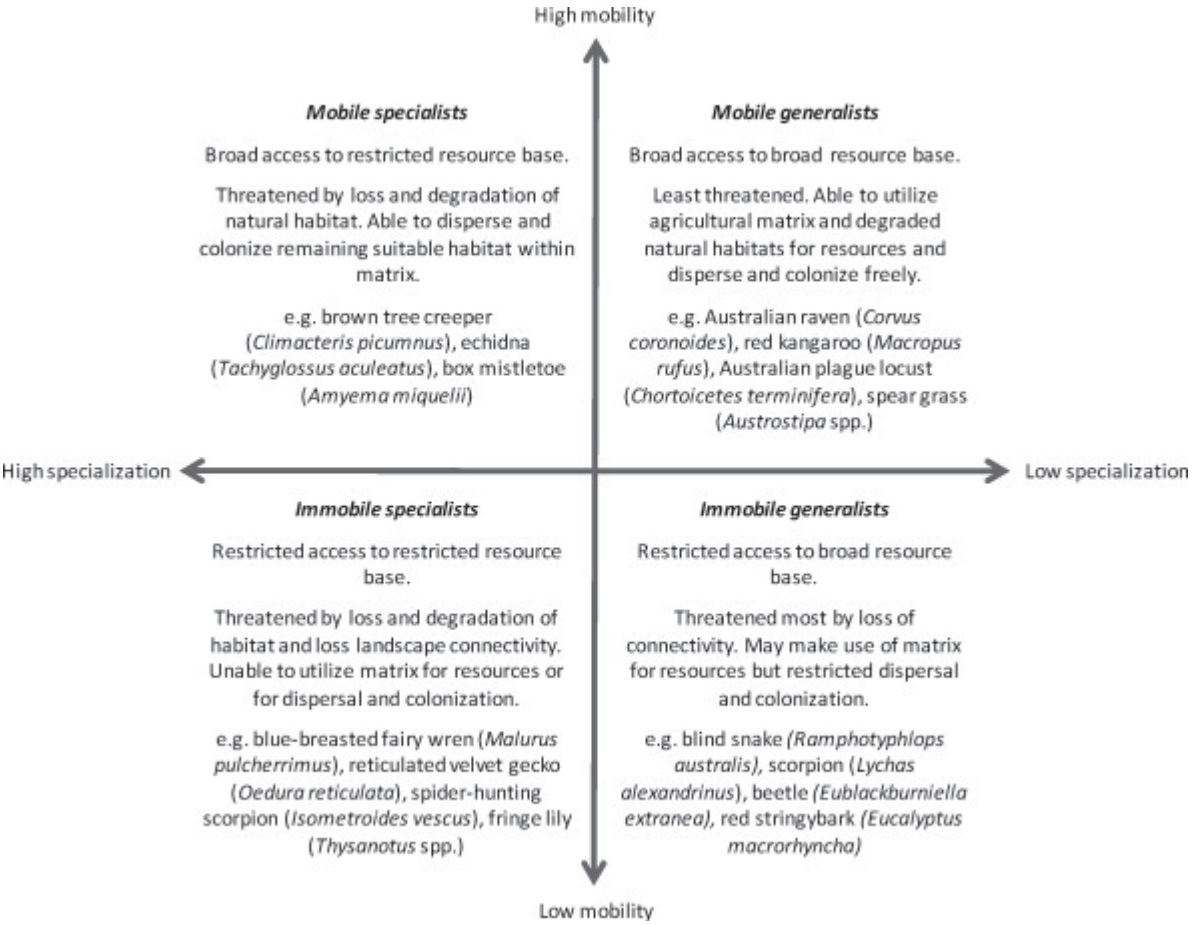 High mobility
Mobile specialists
Broad access to restricted resource base.
Threatened by loss and degradation of
natural habitat. Able to disperse and
colonize remaining suitable habitat within
matrix.
e.g. brown tree creeper
(Climacteris picumnus), echidna
(Tachyglossus aculeatus), box mistletoe
(Amyema miquelii)
Mobile generalists
Broad access to broad resource base.
Least threatened. Able to utilize
agricultural matrix and degraded
natural habitats for resources and
disperse and colonize freely.
e.g. Australian raven (Corvus
coronoides), red kangaroo (Macropus
rufus), Australian plague locust
(Chortoicetes terminifera), spear grass
(Austrostipa spp.)
High specialization
Low specialization
Immobile specialists
Restricted access to restricted resource
base.
Threatened by loss and degradation of
habitat and loss landscape connectivity.
Unable to utilize matrix for resources or
for dispersal and colonization.
e.g. blue-breasted fairy wren (Malurus
pulcherrimus), reticulated velvet gecko
(Oedura reticulata), spider-hunting
scorpion (Isometroides vescus), fringe lily
(Thysanotus spp.)
Immobile generalists
Restricted access to broad resource
base.
Threatened most by loss of
connectivity. May make use of matrix
for resources but restricted dispersal
and colonization.
e.g. blind snake (Ramphotyphlops
australis), scorpion (Lychas
alexandrinus), beetle (Eublackburniella
extranea), red stringybark (Eucalyptus
macrorhyncha)
Low mobility